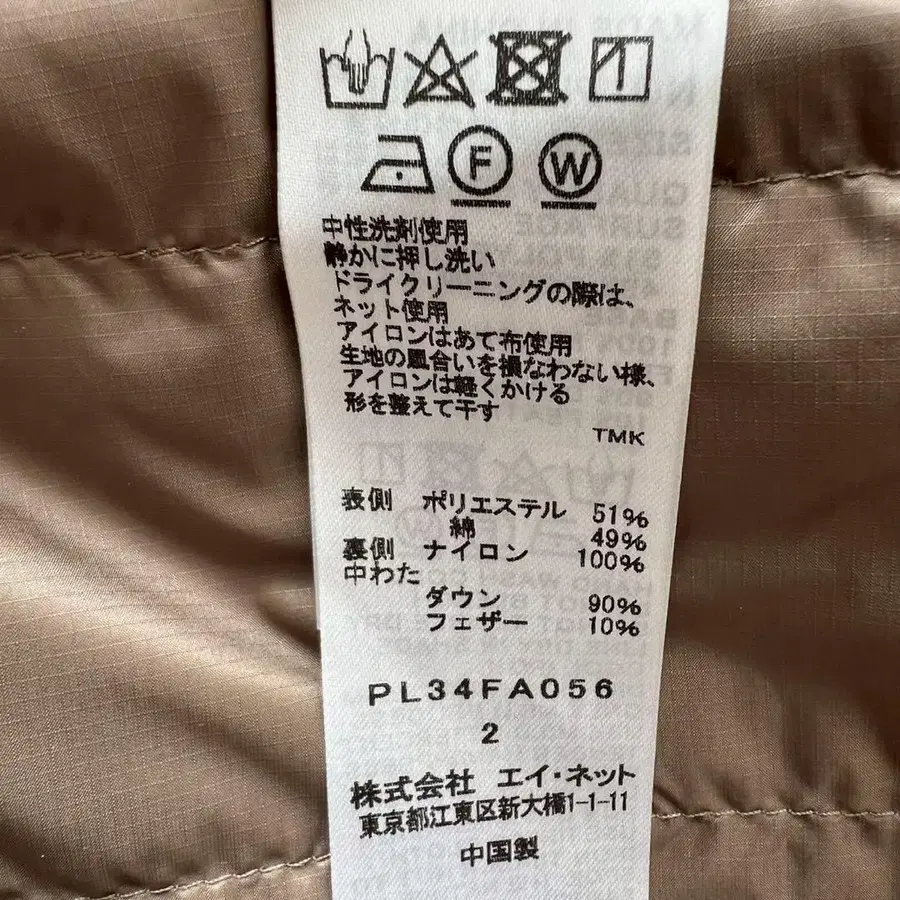 F W
中性洗剤使用
静かに押し洗い
ドライクリーニングの際は、
ネット使用
アイロンはあて布使用
生地の風合いを損なわない様、
アイロンは軽くかける
形を整えて干す
TMK
表側 ポリエステル 51%
綿 49%
裏側 ナイロン 100%
中わた
ダウン 90%
フェザー 10%
PL34FA056
2
株式会社 エイ・ネット
東京都江東区新大橋1-1-11
中国製